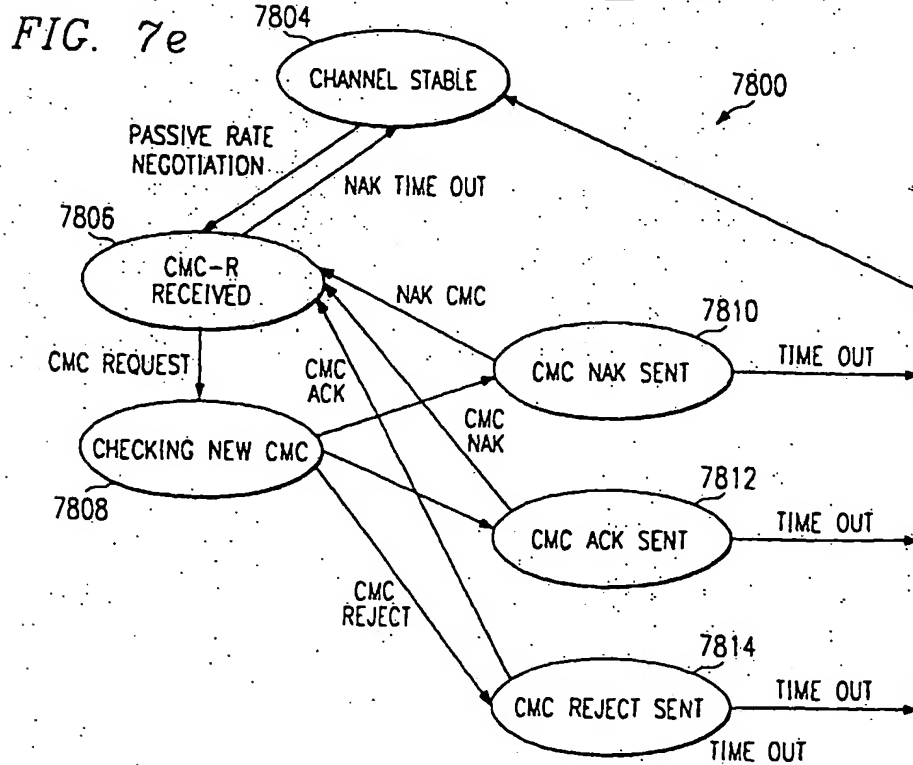 FIG. 7e
7804
CHANNEL STABLE
7800
PASSIVE RATE
NEGOTIATION
NAK TIME OUT
7806
CMC-R
RECEIVED
NAK CMC
7810
CMC REQUEST
CMC
ACK
CMC NAK SENT
TIME OUT
CMC
NAK
CHECKING NEW CMC
7808
7812
CMC ACK SENT
TIME OUT
CMC
REJECT
7814
CMC REJECT SENT
TIME OUT
TIME OUT